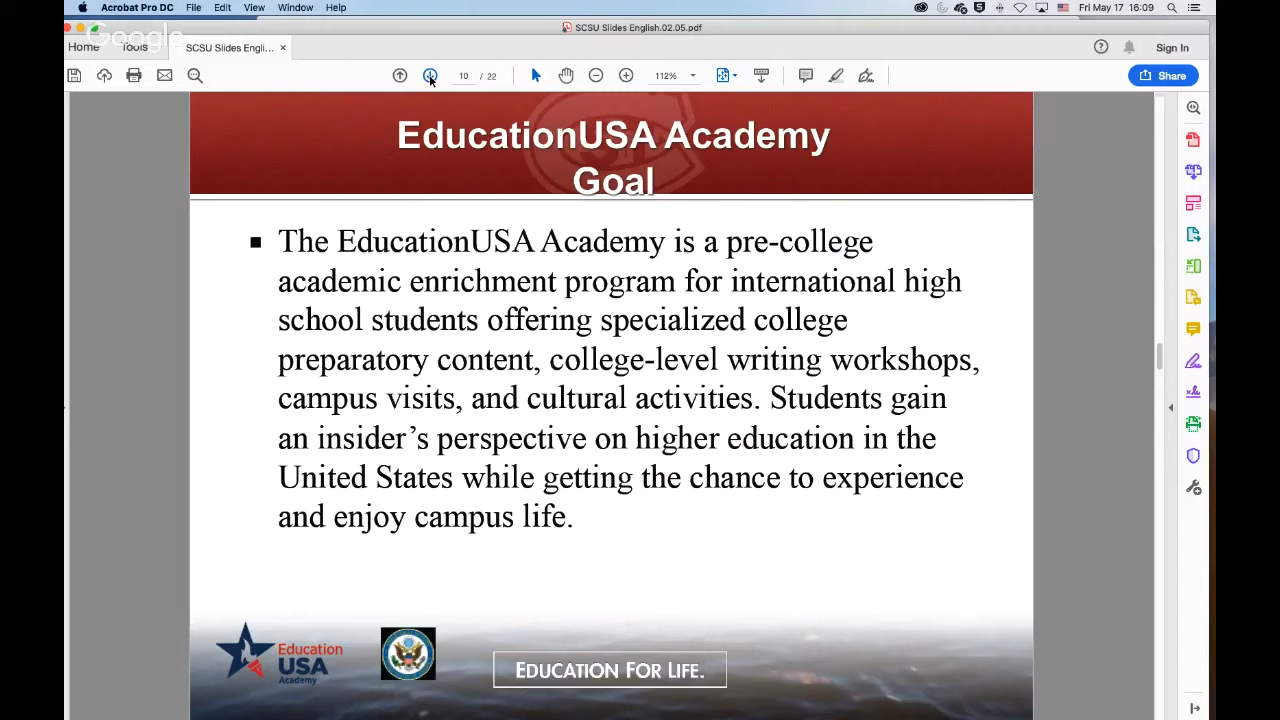 Acrobat Pro DC File Edit View Window Help Fri May 17 16:09
SCSU Slides English.02.05.pdf
Google
Home Tools SCSU Slides Engli... × Sign In
10 / 22 112% Share
EducationUSA Academy
Goal
■ The EducationUSA Academy is a pre-college
academic enrichment program for international high
school students offering specialized college
preparatory content, college-level writing workshops,
campus visits, and cultural activities. Students gain
an insider’s perspective on higher education in the
United States while getting the chance to experience
and enjoy campus life.
Education
USA
Academy
EDUCATION FOR LIFE.